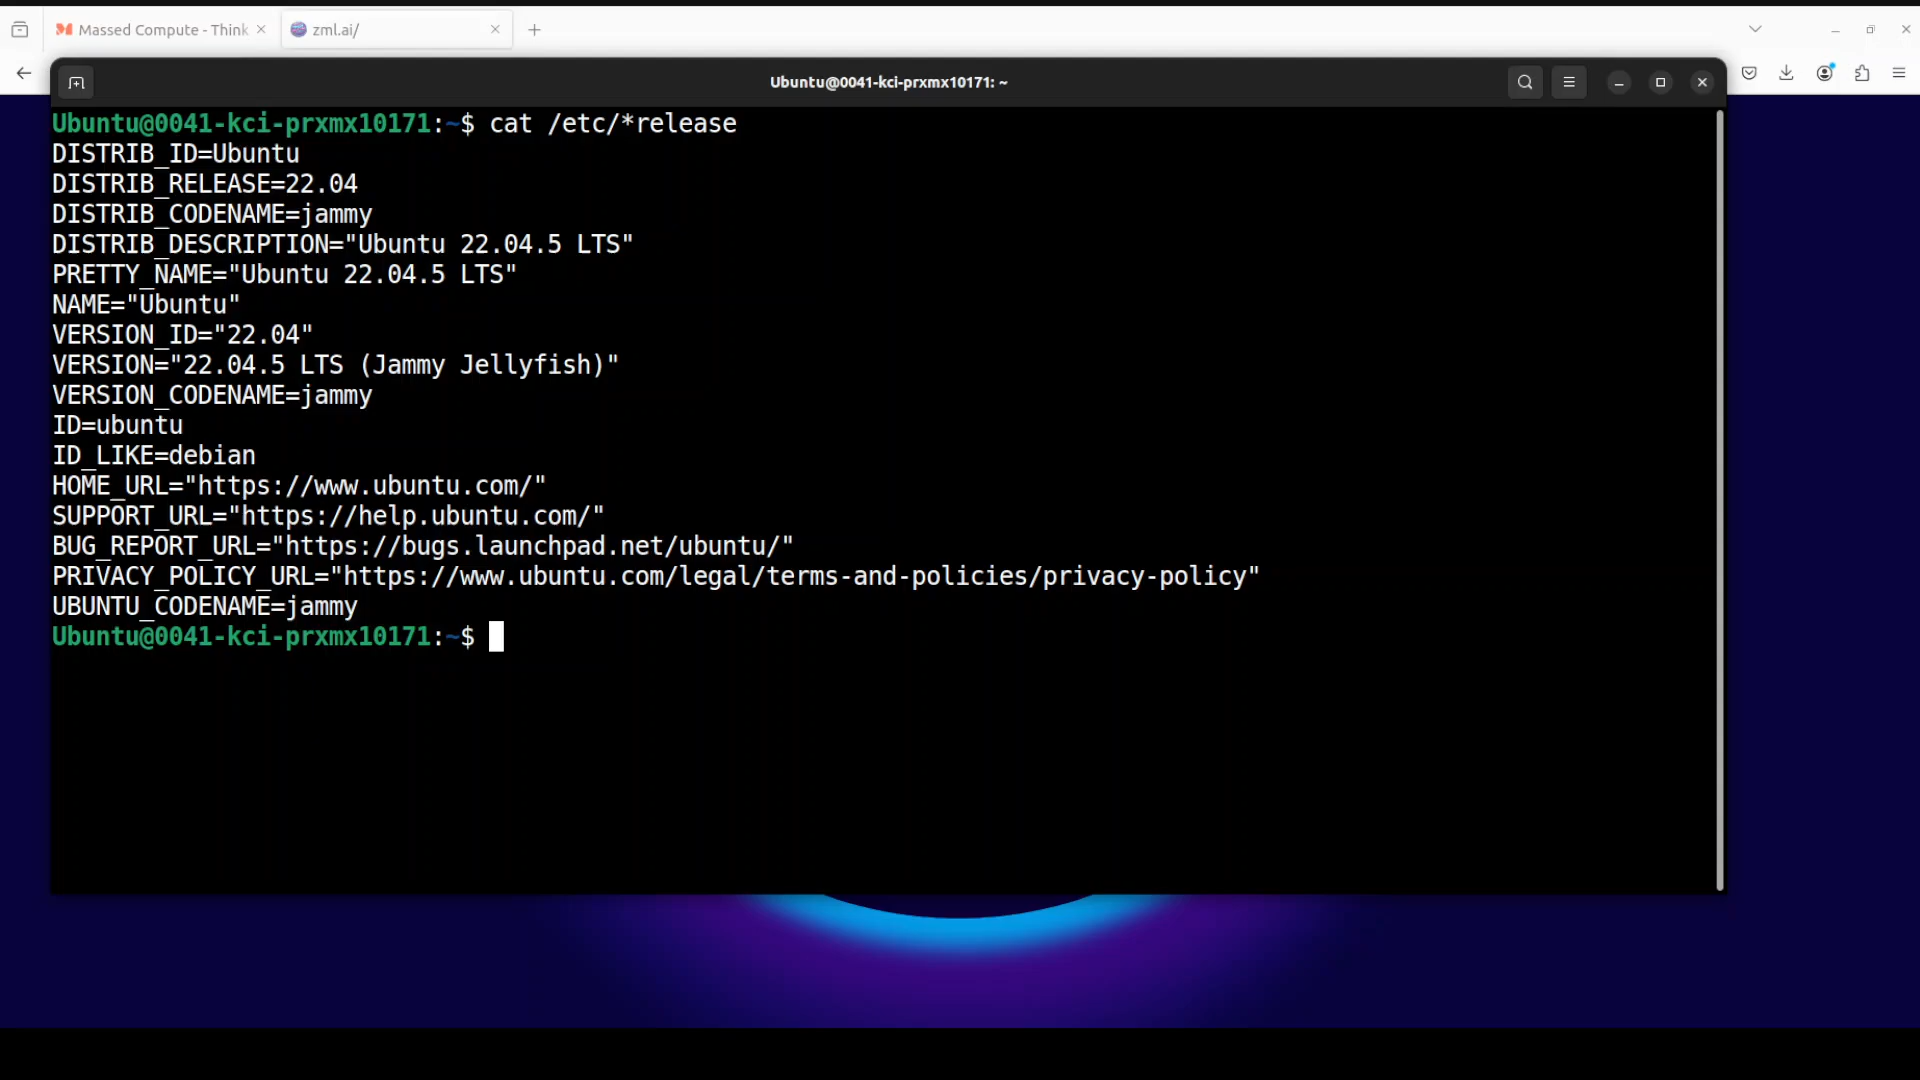 Massed Compute - Think
zml.ai/
Ubuntu@0041-kci-prxmx10171: ~
Ubuntu@0041-kci-prxmx10171:~$ cat /etc/*release
DISTRIB_ID=Ubuntu
DISTRIB_RELEASE=22.04
DISTRIB_CODENAME=jammy
DISTRIB_DESCRIPTION="Ubuntu 22.04.5 LTS"
PRETTY_NAME="Ubuntu 22.04.5 LTS"
NAME="Ubuntu"
VERSION_ID="22.04"
VERSION="22.04.5 LTS (Jammy Jellyfish)"
VERSION_CODENAME=jammy
ID=ubuntu
ID_LIKE=debian
HOME_URL="https://www.ubuntu.com/"
SUPPORT_URL="https://help.ubuntu.com/"
BUG_REPORT_URL="https://bugs.launchpad.net/ubuntu/"
PRIVACY_POLICY_URL="https://www.ubuntu.com/legal/terms-and-policies/privacy-policy"
UBUNTU_CODENAME=jammy
Ubuntu@0041-kci-prxmx10171:~$